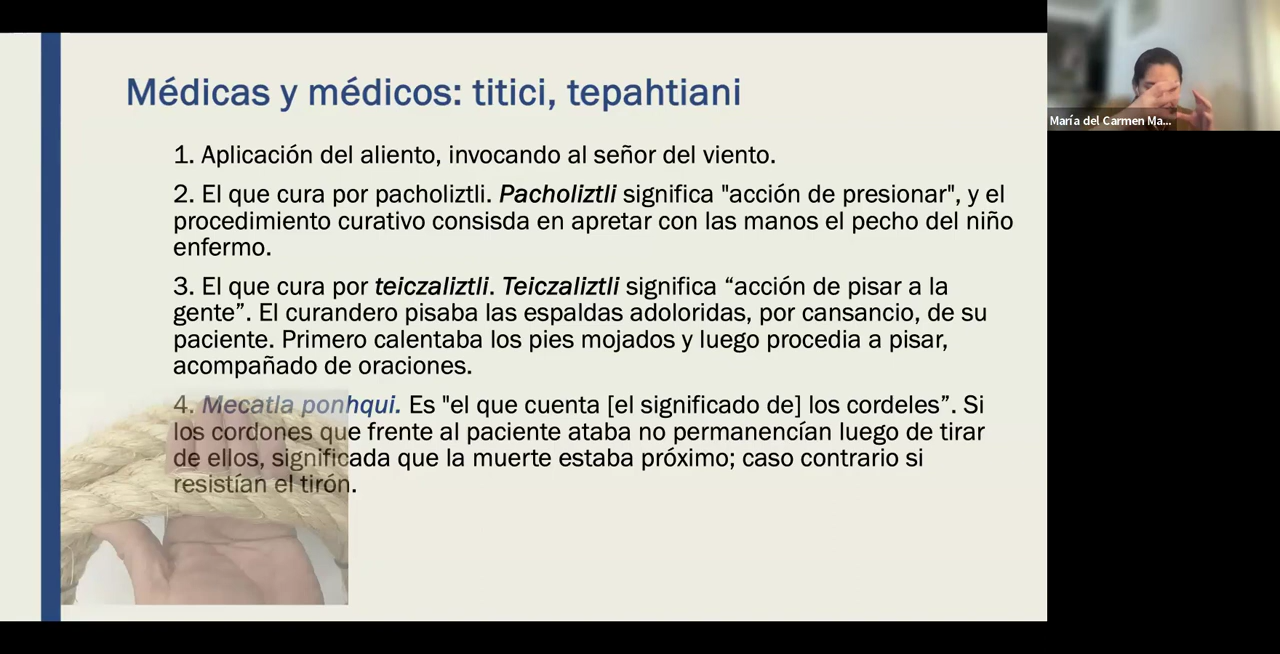 Médicas y médicos: titici, tepahtiani
1. Aplicación del aliento, invocando al señor del viento.
2. El que cura por pacholiztli. Pacholiztli significa "acción de presionar", y el
procedimiento curativo consisda en apretar con las manos el pecho del niño
enfermo.
3. El que cura por teiczaliztli. Teiczaliztli significa “acción de pisar a la
gente”. El curandero pisaba las espaldas adoloridas, por cansancio, de su
paciente. Primero calentaba los pies mojados y luego procedia a pisar,
acompañado de oraciones.
4. Mecatla ponhqui. Es "el que cuenta [el significado de] los cordeles”. Si
los cordones que frente al paciente ataba no permanencían luego de tirar
de ellos, significada que la muerte estaba próximo; caso contrario si
resistían el tirón.
María del Carmen Ma...